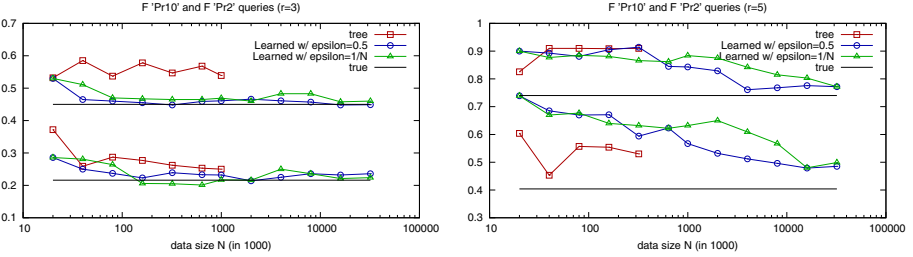 F 'Pr10' and F 'Pr2' queries (r=3)
0.7
0.6
0.5
0.4
0.3
0.2
0.1
tree
Learned w/ epsilon=0.5
Learned w/ epsilon=1/N
true
10 100 1000 10000 100000
data size N (in 1000)
F 'Pr10' and F 'Pr2' queries (r=5)
1
0.9
0.8
0.7
0.6
0.5
0.4
0.3
tree
Learned w/ epsilon=0.5
Learned w/ epsilon=1/N
true
10 100 1000 10000 100000
data size N (in 1000)